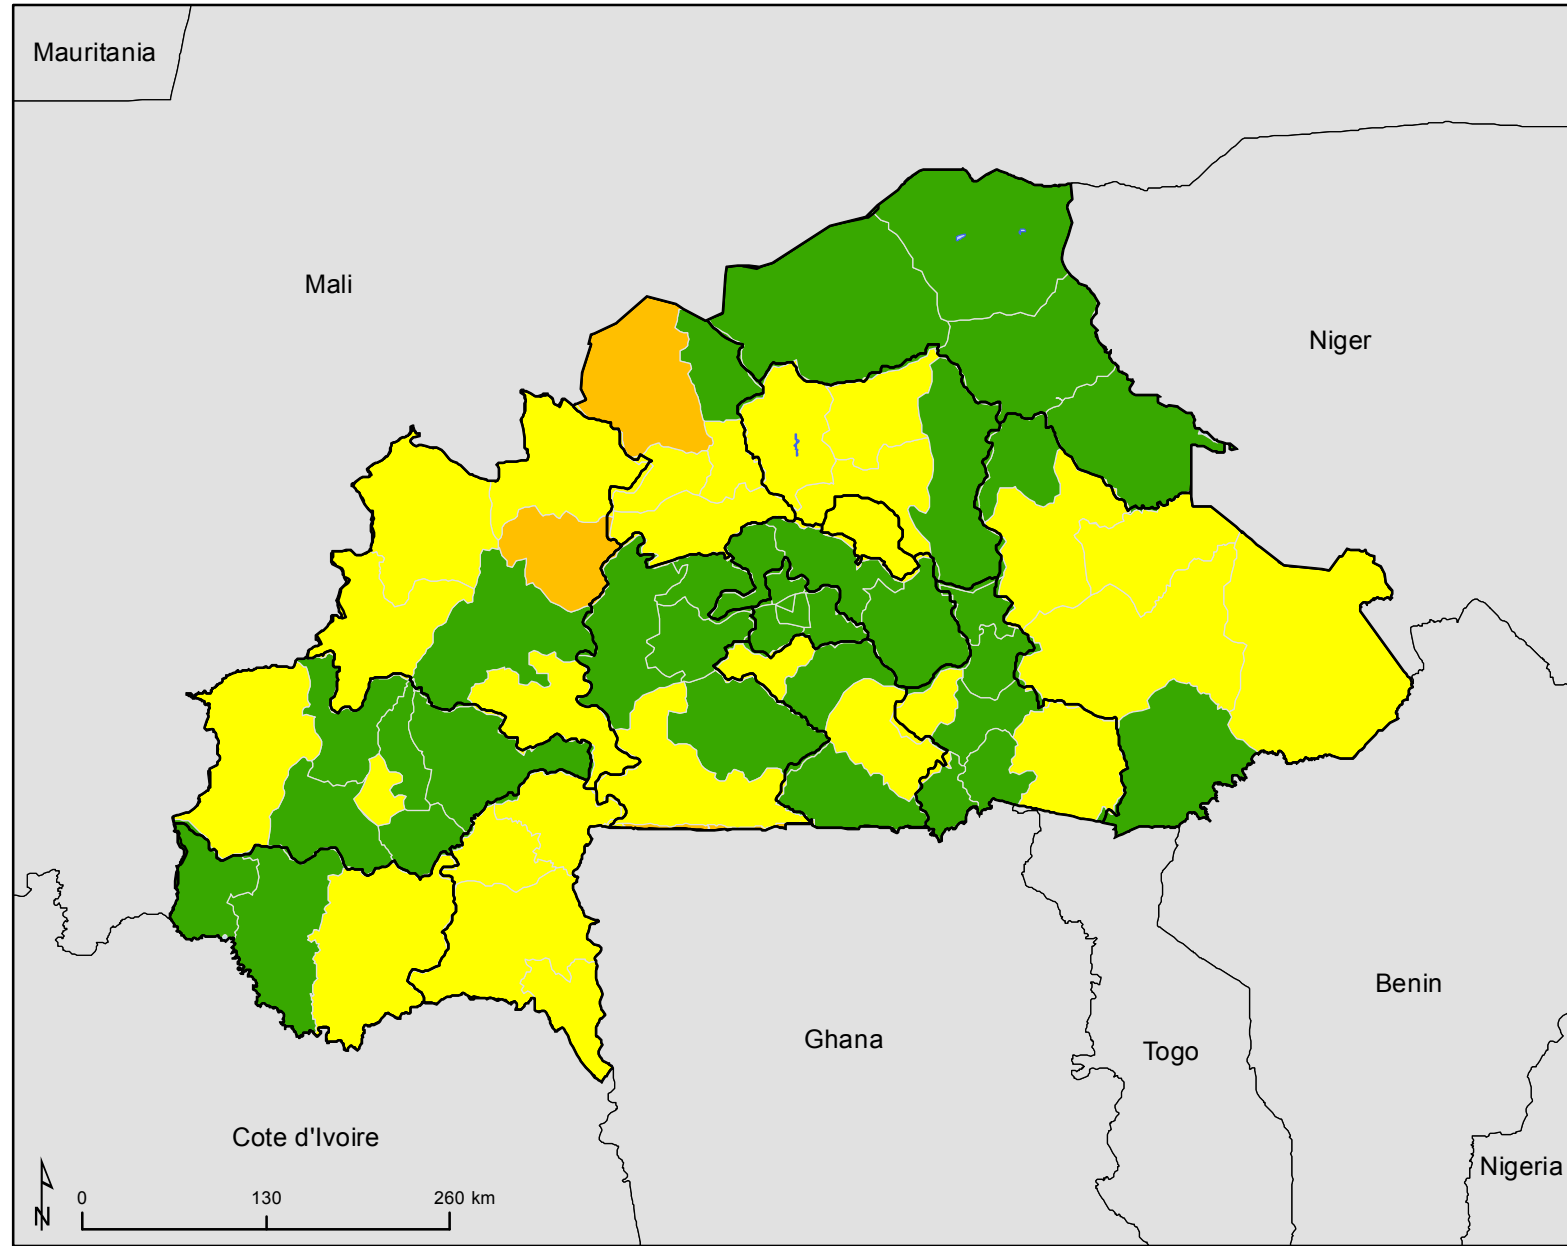 Mauritania
Mali
Niger
Benin
Ghana
Togo
Cote d'Ivoire
Nigeria
N
0 130 260 km